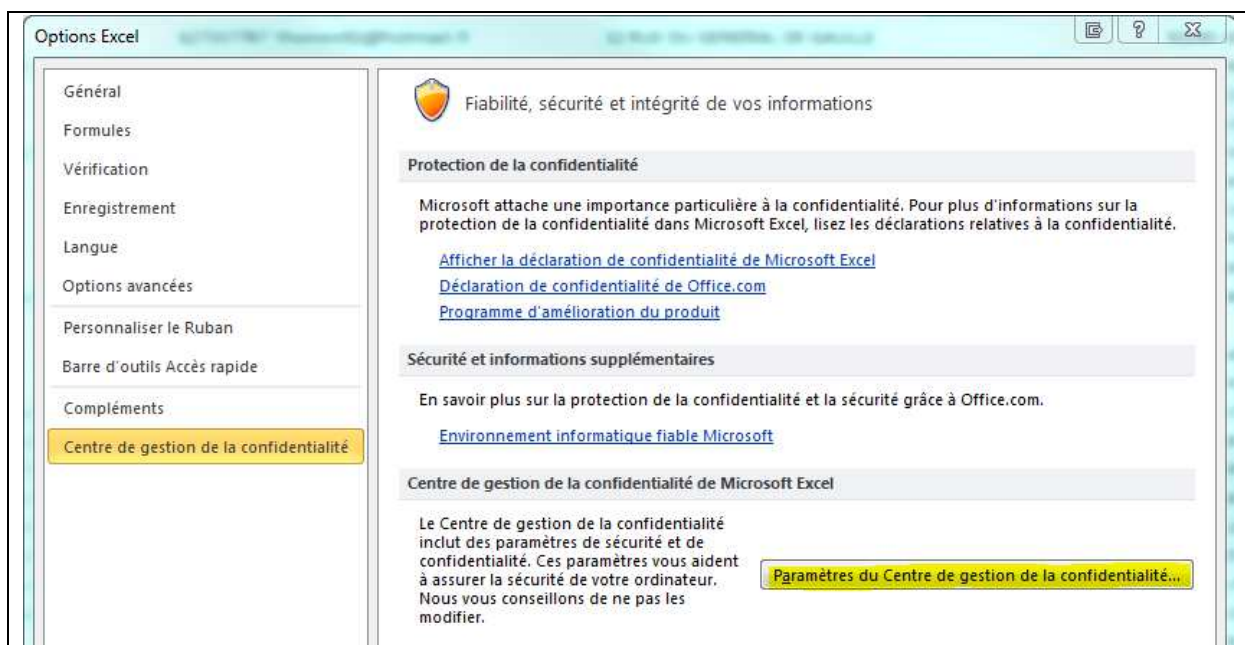 Options Excel
Général
Formules
Vérification
Enregistrement
Langue
Options avancées
Personnaliser le Ruban
Barre d'outils Accès rapide
Compléments
Centre de gestion de la confidentialité
Fiabilité, sécurité et intégrité de vos informations
Protection de la confidentialité
Microsoft attache une importance particulière à la confidentialité. Pour plus d'informations sur la
protection de la confidentialité dans Microsoft Excel, lisez les déclarations relatives à la confidentialité.
Afficher la déclaration de confidentialité de Microsoft Excel
Déclaration de confidentialité de Office.com
Programme d'amélioration du produit
Sécurité et informations supplémentaires
En savoir plus sur la protection de la confidentialité et la sécurité grâce à Office.com.
Environnement informatique fiable Microsoft
Centre de gestion de la confidentialité de Microsoft Excel
Le Centre de gestion de la confidentialité
inclut des paramètres de sécurité et de
confidentialité. Ces paramètres vous aident
à assurer la sécurité de votre ordinateur.
Nous vous conseillons de ne pas les
modifier.
Paramètres du Centre de gestion de la confidentialité...